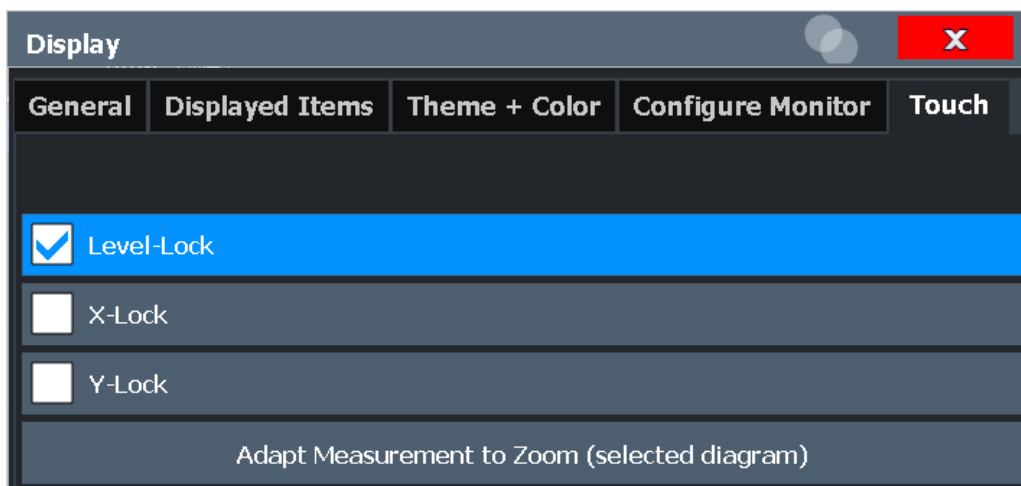 Display
X
General Displayed Items Theme + Color Configure Monitor Touch
Level-Lock
X-Lock
Y-Lock
Adapt Measurement to Zoom (selected diagram)